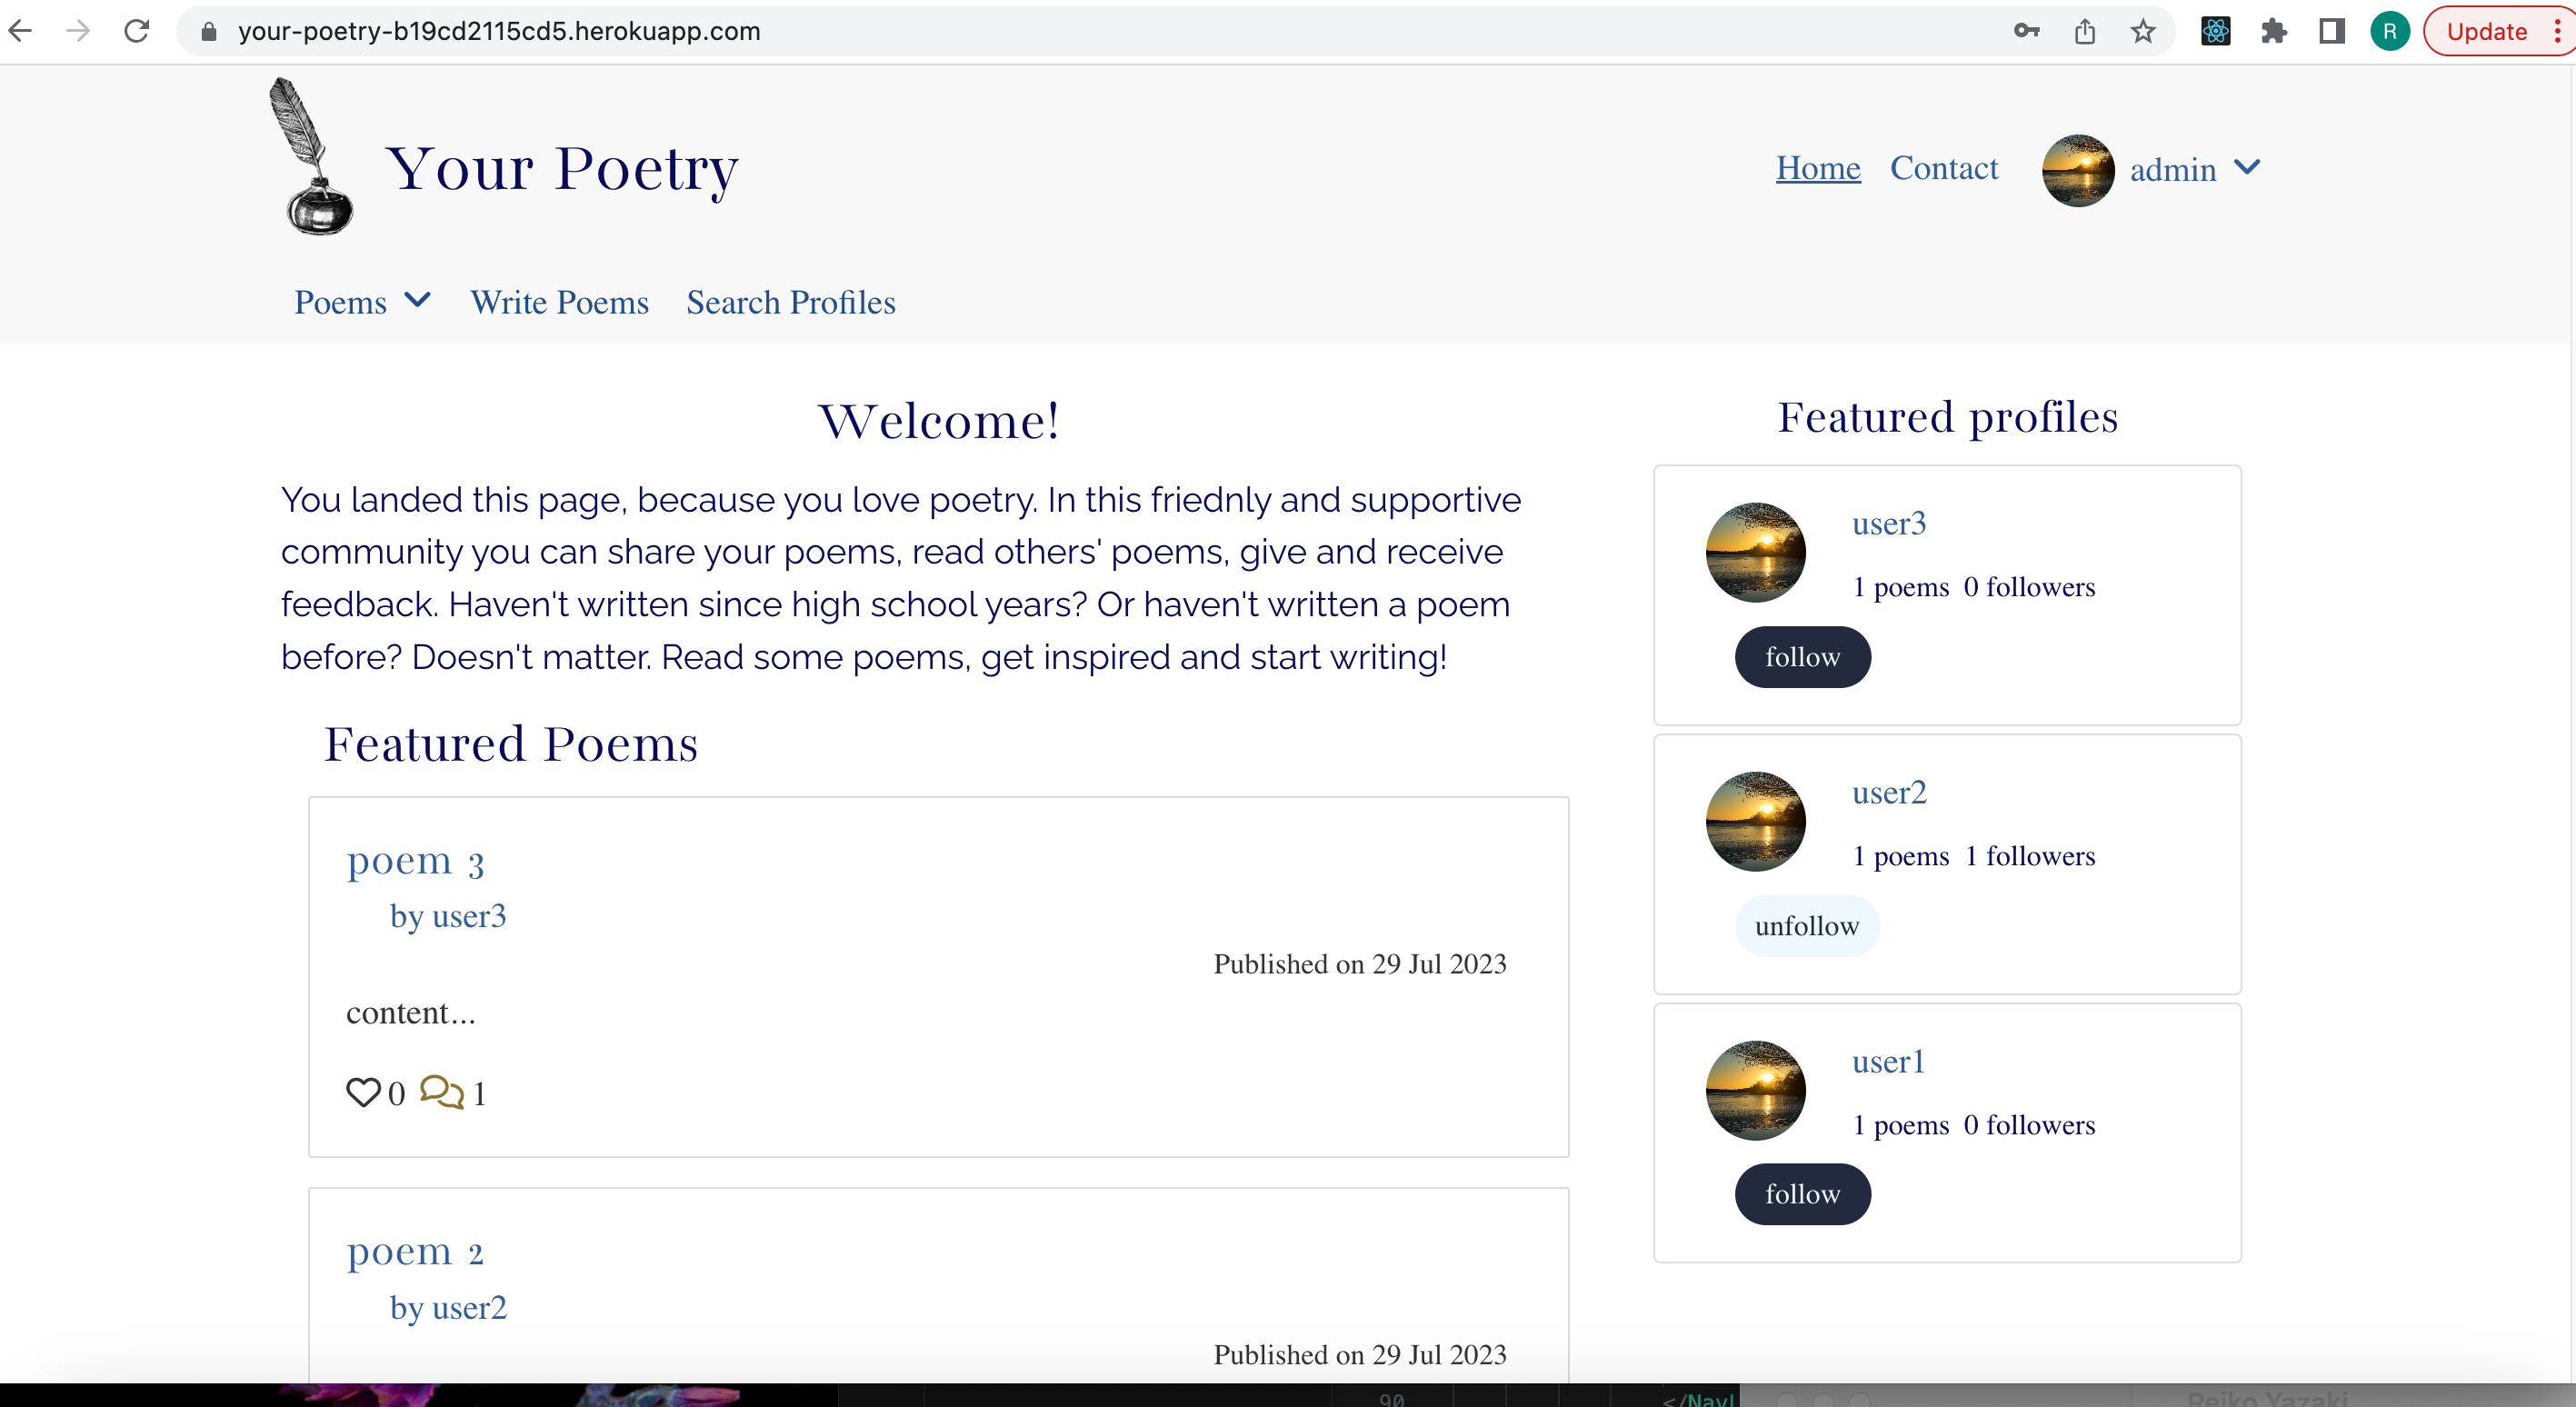 your-poetry-b19cd2115cd5.herokuapp.com
R
Update
Your Poetry
Home Contact admin
Poems Write Poems Search Profiles
Welcome!
You landed this page, because you love poetry. In this friednly and supportive
community you can share your poems, read others' poems, give and receive
feedback. Haven't written since high school years? Or haven't written a poem
before? Doesn't matter. Read some poems, get inspired and start writing!
Featured Poems
poem 3
by user3
Published on 29 Jul 2023
content...
0 1
poem 2
by user2
Published on 29 Jul 2023
Featured profiles
user3
1 poems 0 followers
follow
user2
1 poems 1 followers
unfollow
user1
1 poems 0 followers
follow
90
</Navl
Reiko Yazaki